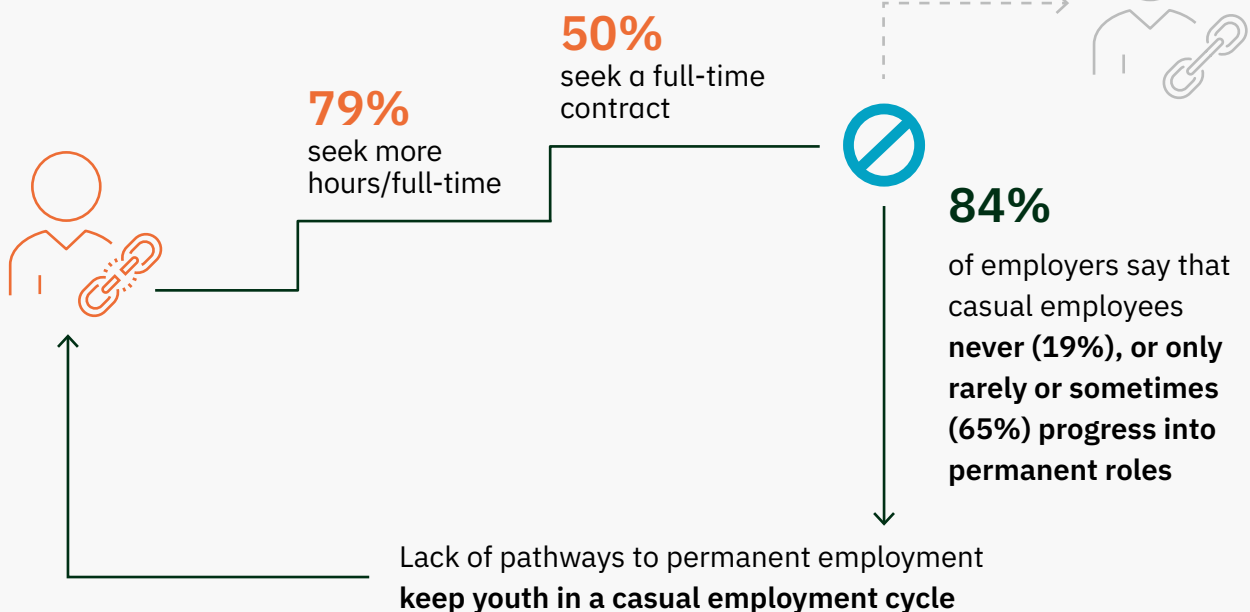 50%
seek a full-time
contract
79%
seek more
hours/full-time
84%
of employers say that
casual employees
never (19%), or only
rarely or sometimes
(65%) progress into
permanent roles
Lack of pathways to permanent employment
keep youth in a casual employment cycle